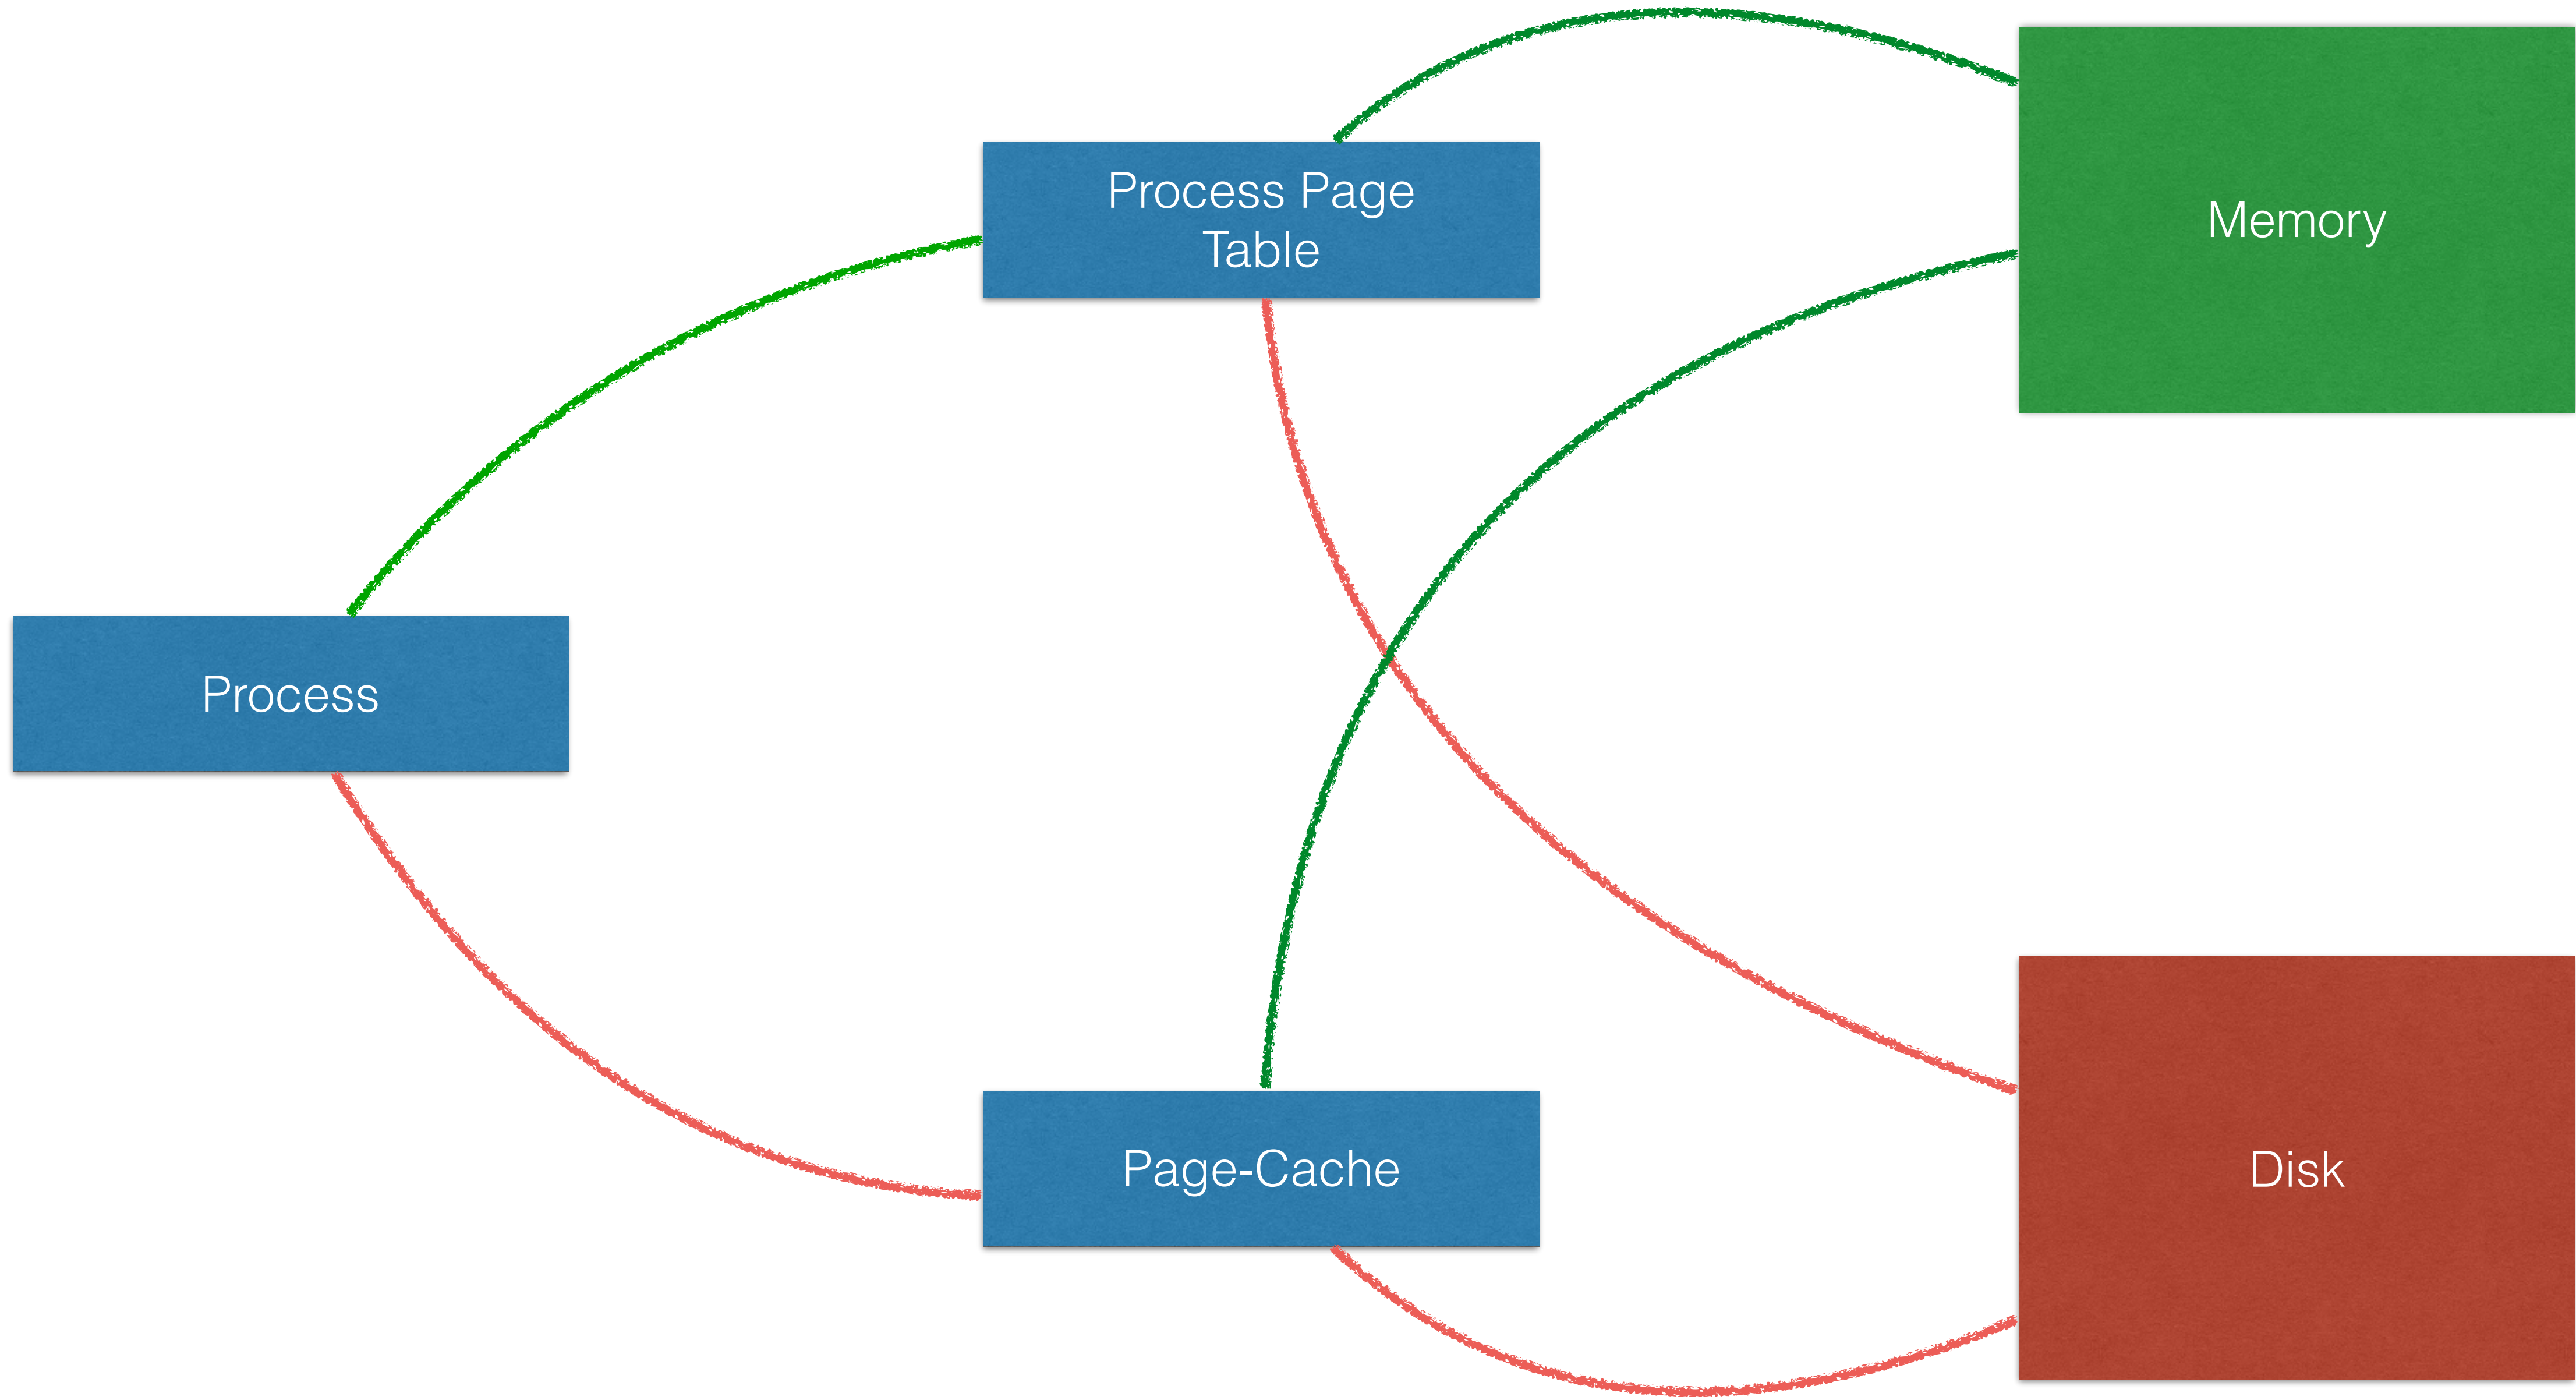 Process Page
Table
Memory
Process
Page-Cache
Disk